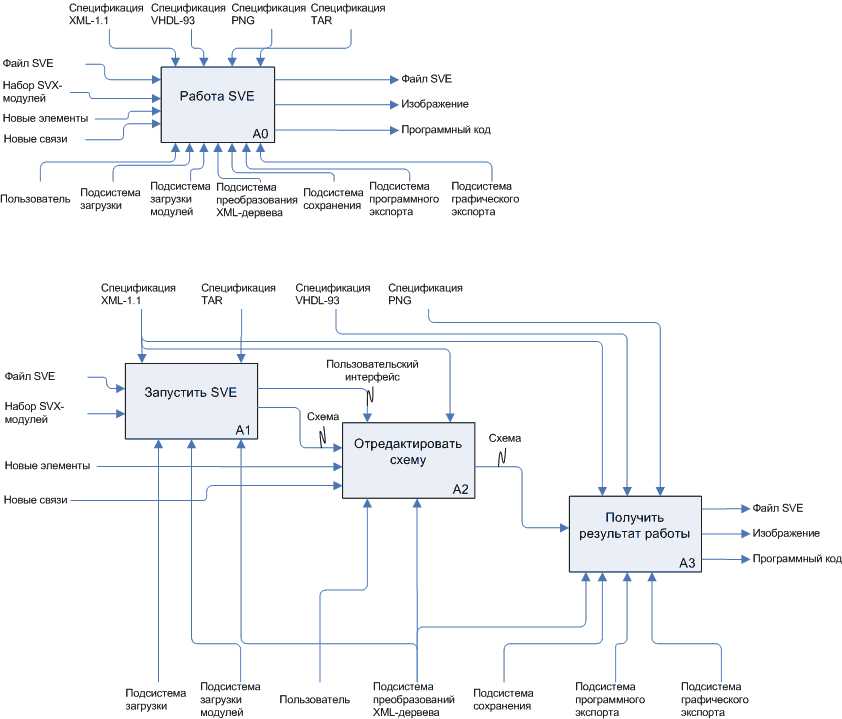 Спецификация
XML-1.1
Спецификация
VHDL-93
Спецификация
PNG
Спецификация
TAR
Файл SVE
Набор SVX-
модулей
Новые элементы
Новые связи
Работа SVE
A0
Файл SVE
Изображение
Программный код
Пользователь
Подсистема
загрузки
Подсистема
загрузки
модулей
Подсистема
преобразования
XML-дервева
Подсистема
сохранения
Подсистема
программного
экспорта
Подсистема
графического
экспорта
Спецификация
XML-1.1
Спецификация
TAR
Спецификация
VHDL-93
Спецификация
PNG
Файл SVE
Набор SVX-
модулей
Новые элементы
Новые связи
Запустить SVE
A1
Пользовательский
интерфейс
Схема
Отредактировать
схему
A2
Схема
Получить
результат работы
A3
Файл SVE
Изображение
Программный код
Подсистема
загрузки
Подсистема
загрузки
модулей
Пользователь
Подсистема
преобразований
XML-дервева
Подсистема
сохранения
Подсистема
программного
экспорта
Подсистема
графического
экспорта